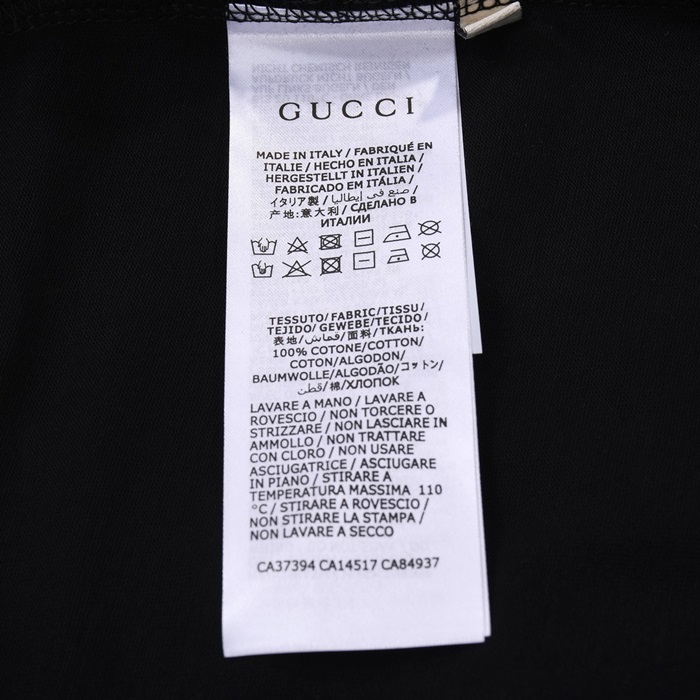 GUCCI
MADE IN ITALY / FABRIQUÉ EN
ITALIE / HECHO EN ITALIA /
HERGESTELLT IN ITALIEN /
FABRICADO EM ITÁLIA /
イタリア製 / صنع في إيطاليا /
产地:意大利 / СДЕЛАНО В
ИТАЛИИ
TESSUTO/FABRIC/TISSU/
TEJIDO/GEWEBE/TECIDO/
表地/قماش/面料/ТКАНЬ:
100% COTONE/COTTON/
COTON/ALGODON/
BAUMWOLLE/ALGODÃO/コットン/
قطن/棉/ХЛОПОК
LAVARE A MANO / LAVARE A
ROVESCIO / NON TORCERE O
STRIZZARE / NON LASCIARE IN
AMMOLLO / NON TRATTARE
CON CLORO / NON USARE
ASCIUGATRICE / ASCIUGARE
IN PIANO / STIRARE A
TEMPERATURA MASSIMA 110
°C / STIRARE A ROVESCIO /
NON STIRARE LA STAMPA /
NON LAVARE A SECCO
CA37394 CA14517 CA84937